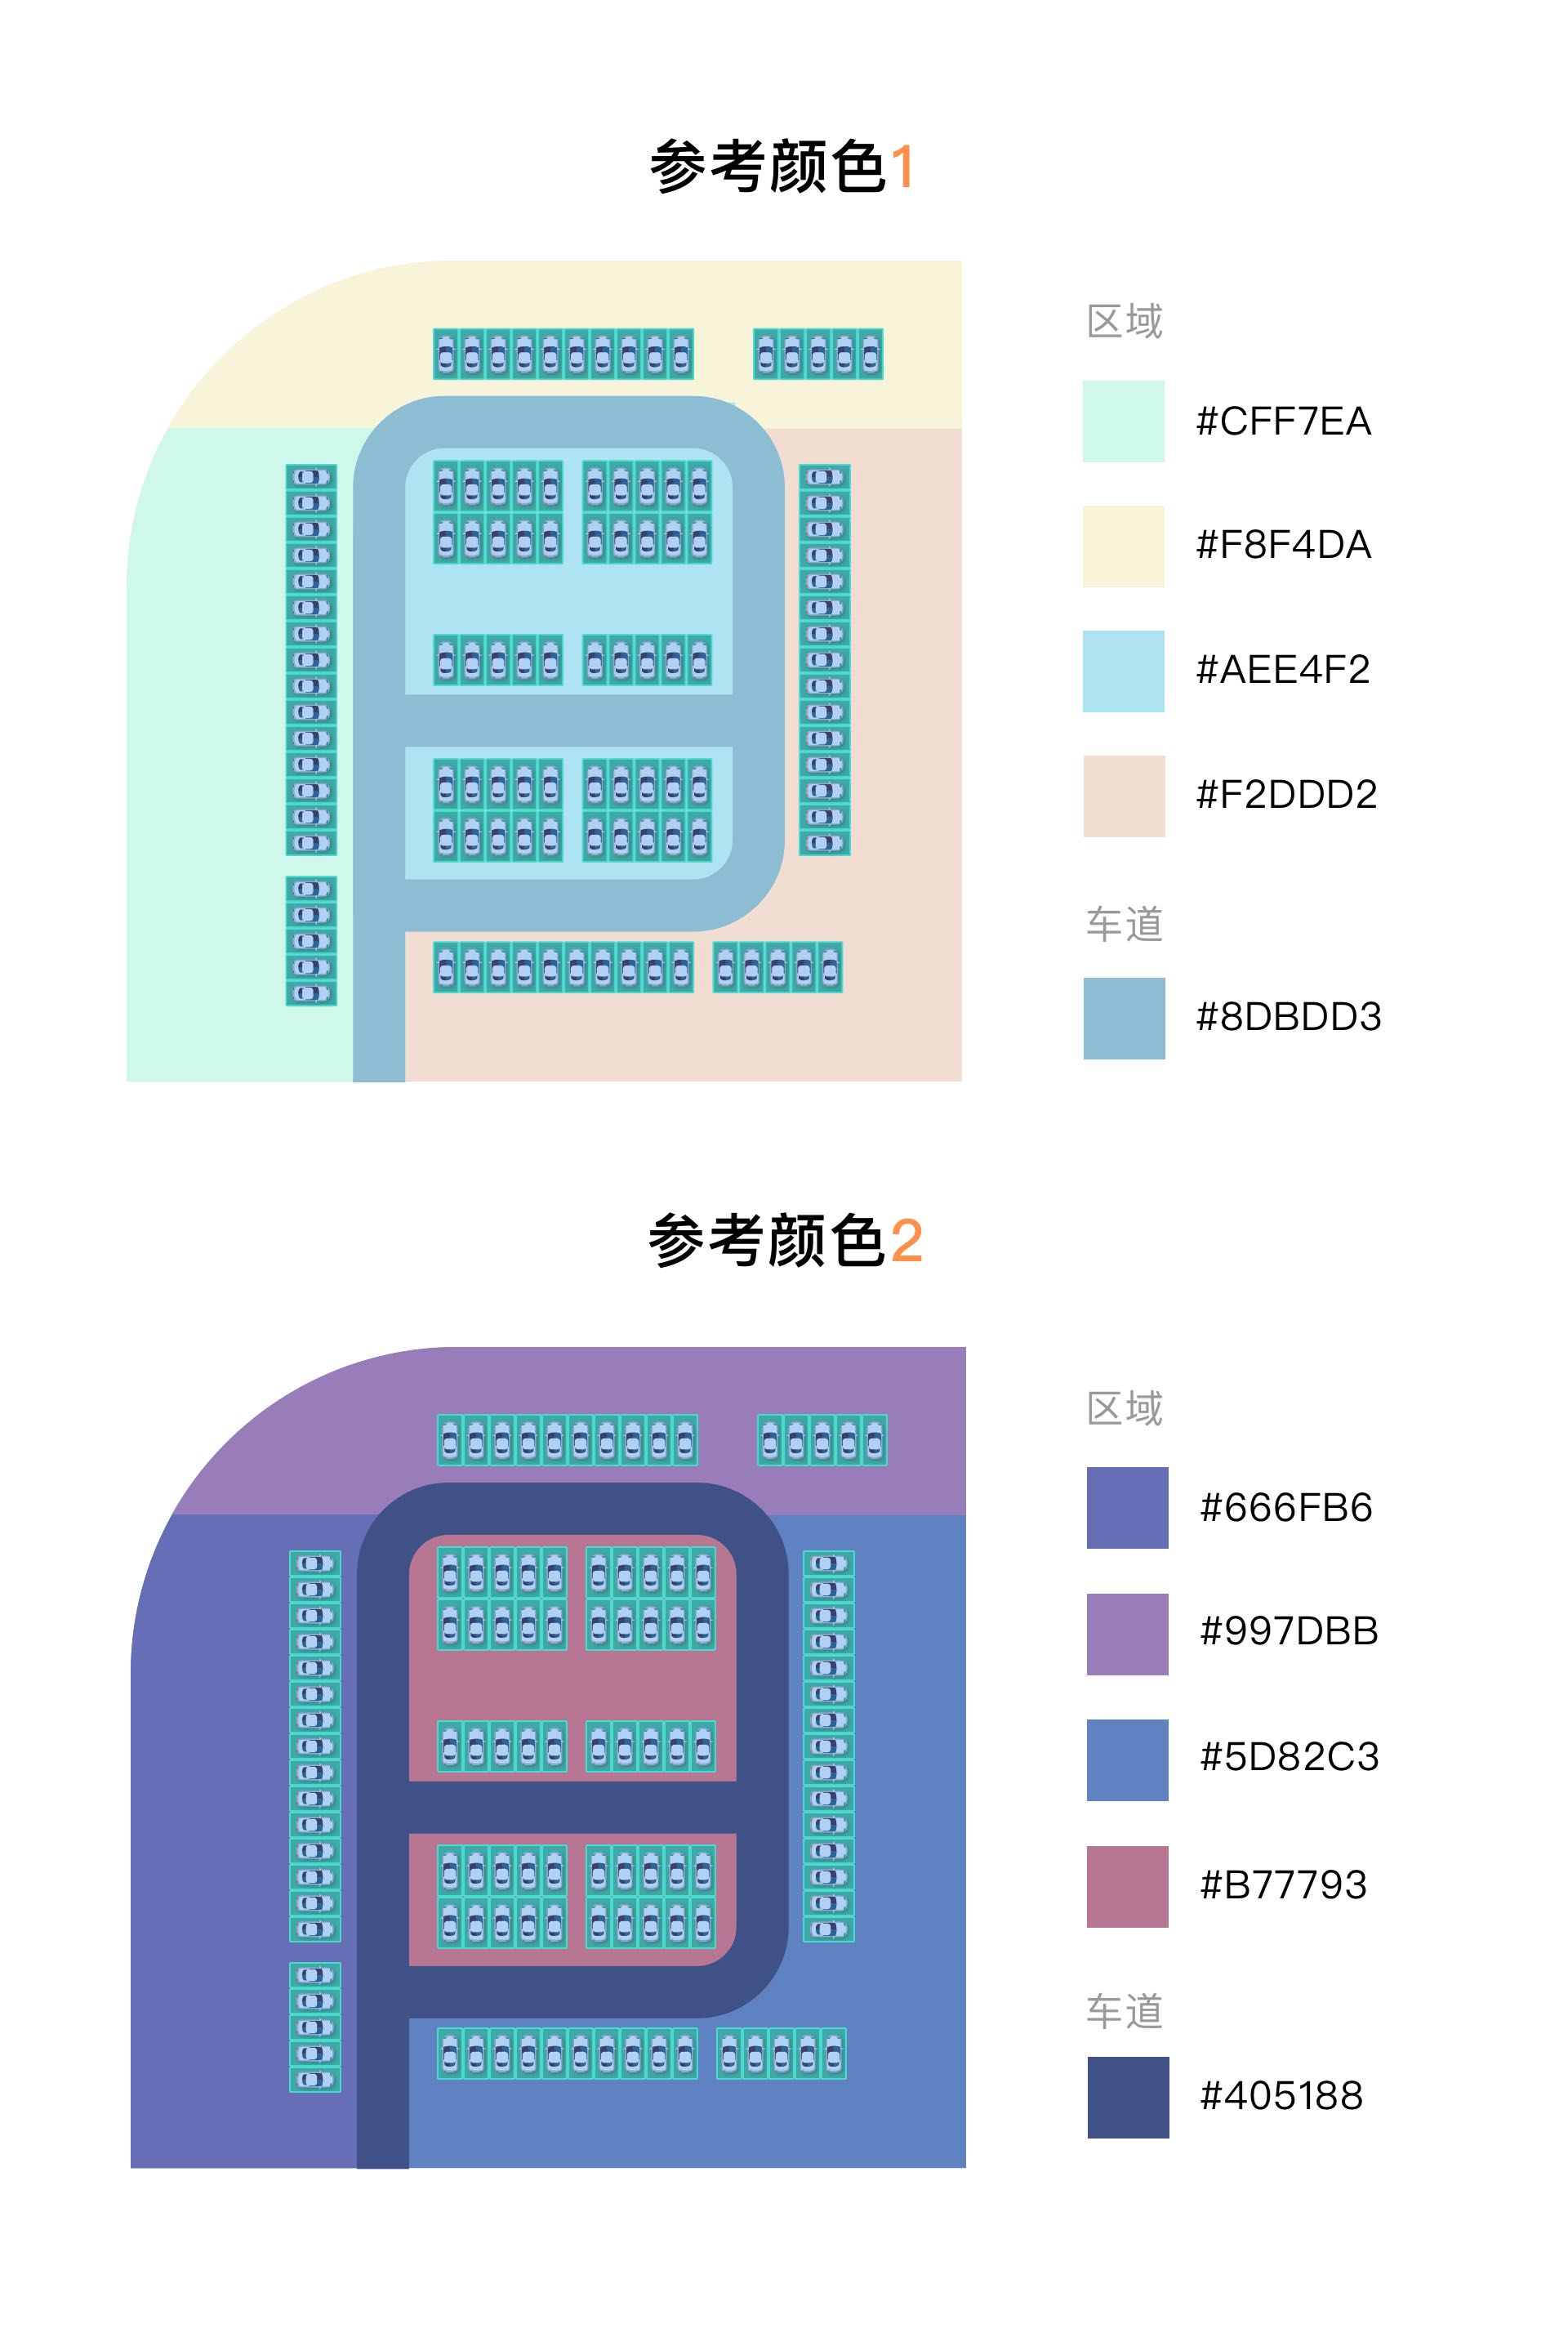 参考颜色1
区域
#CFF7EA
#F8F4DA
#AEE4F2
#F2DDD2
车道
#8DBDD3
参考颜色2
区域
#666FB6
#997DBB
#5D82C3
#B77793
车道
#405188